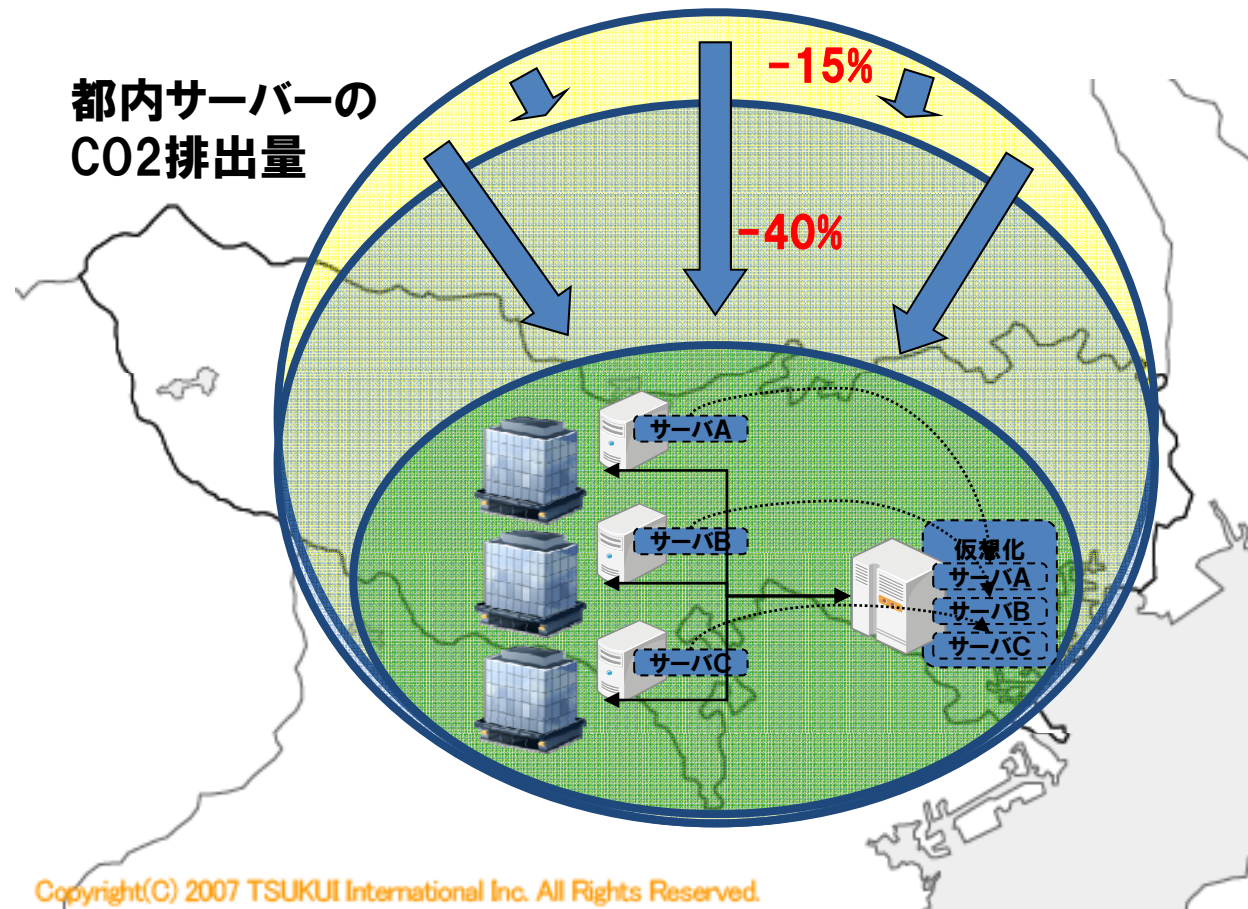 都内サーバーの
CO2排出量
-15%
-40%
サーバA
サーバB
サーバC
仮想化
サーバA
サーバB
サーバC
Copyright(C) 2007 TSUKUI International Inc. All Rights Reserved.